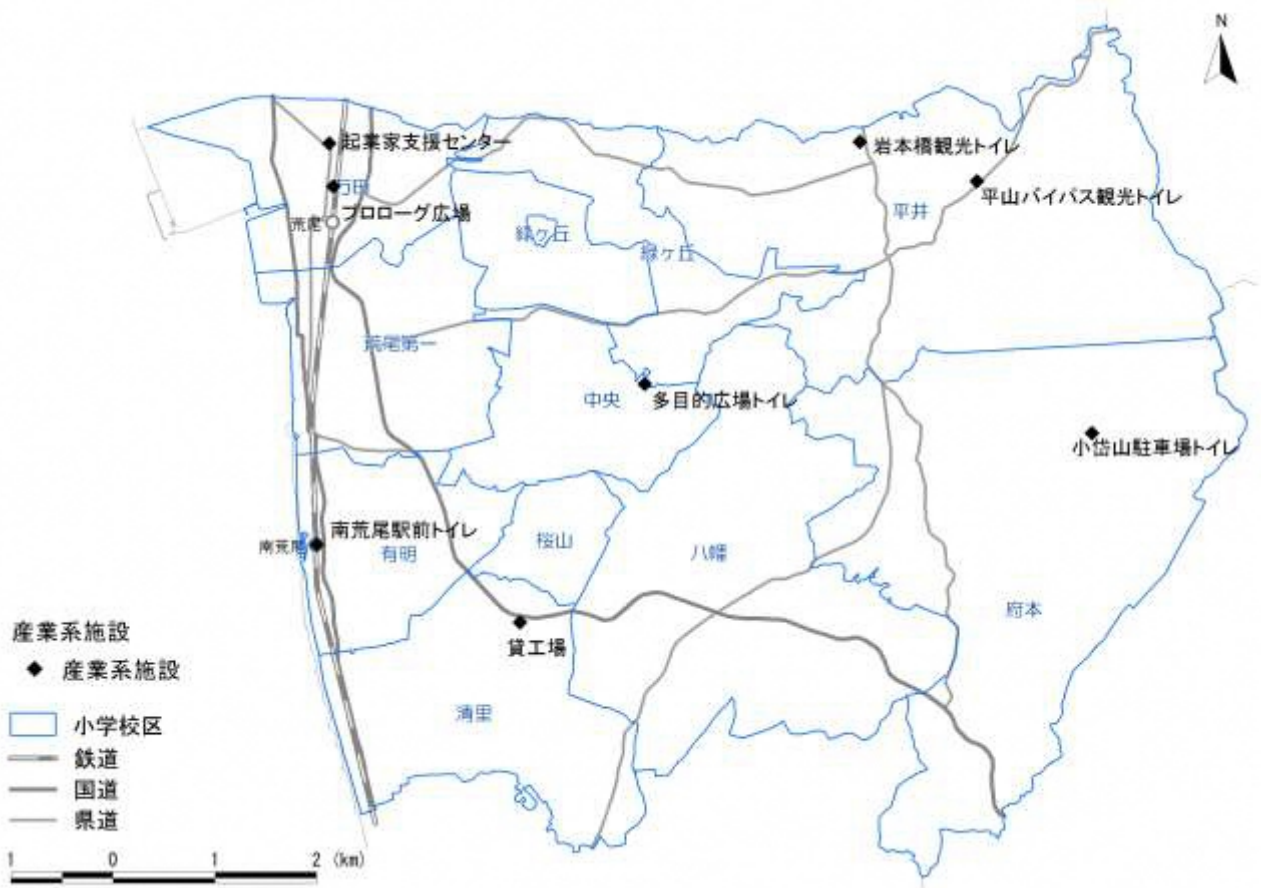 N
起業家支援センター
岩本橋観光トイレ
万田
平山バイパス観光トイレ
平井
荒尾
プロローグ広場
緑ヶ丘
緑ヶ丘
荒尾第一
中央
多目的広場トイレ
小岱山駐車場トイレ
南荒尾駅前トイレ
南荒尾
有明
桜山
八幡
府本
貸工場
清里
産業系施設
産業系施設
小学校区
鉄道
国道
県道
1 0 1 2 (km)